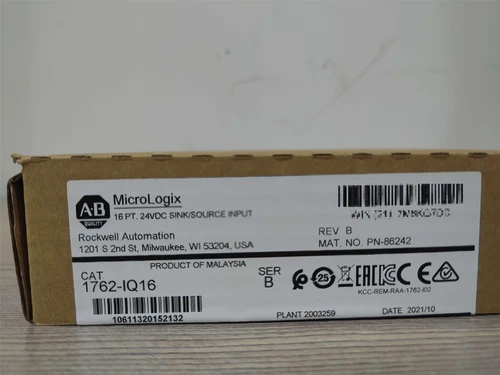 A-B
QUALITY
MicroLogix
16 PT. 24VDC SINK/SOURCE INPUT
Rockwell Automation
1201 S 2nd St, Milwaukee, WI 53204, USA
REV B
MAT. NO. PN-86242
PRODUCT OF MALAYSIA
CAT
1762-IQ16
SER
B
25
KCC-REM-RAA-1762-I02
10611320152132
PLANT 2003259
DATE 2021/10